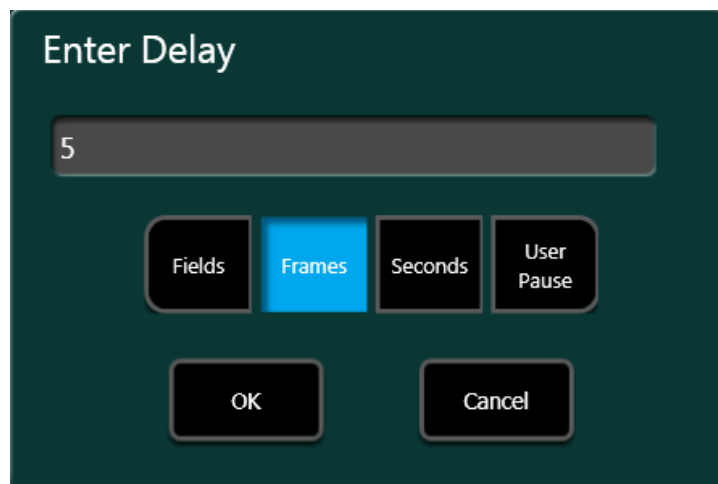 Enter Delay
5
Fields
Frames
Seconds
User
Pause
OK
Cancel